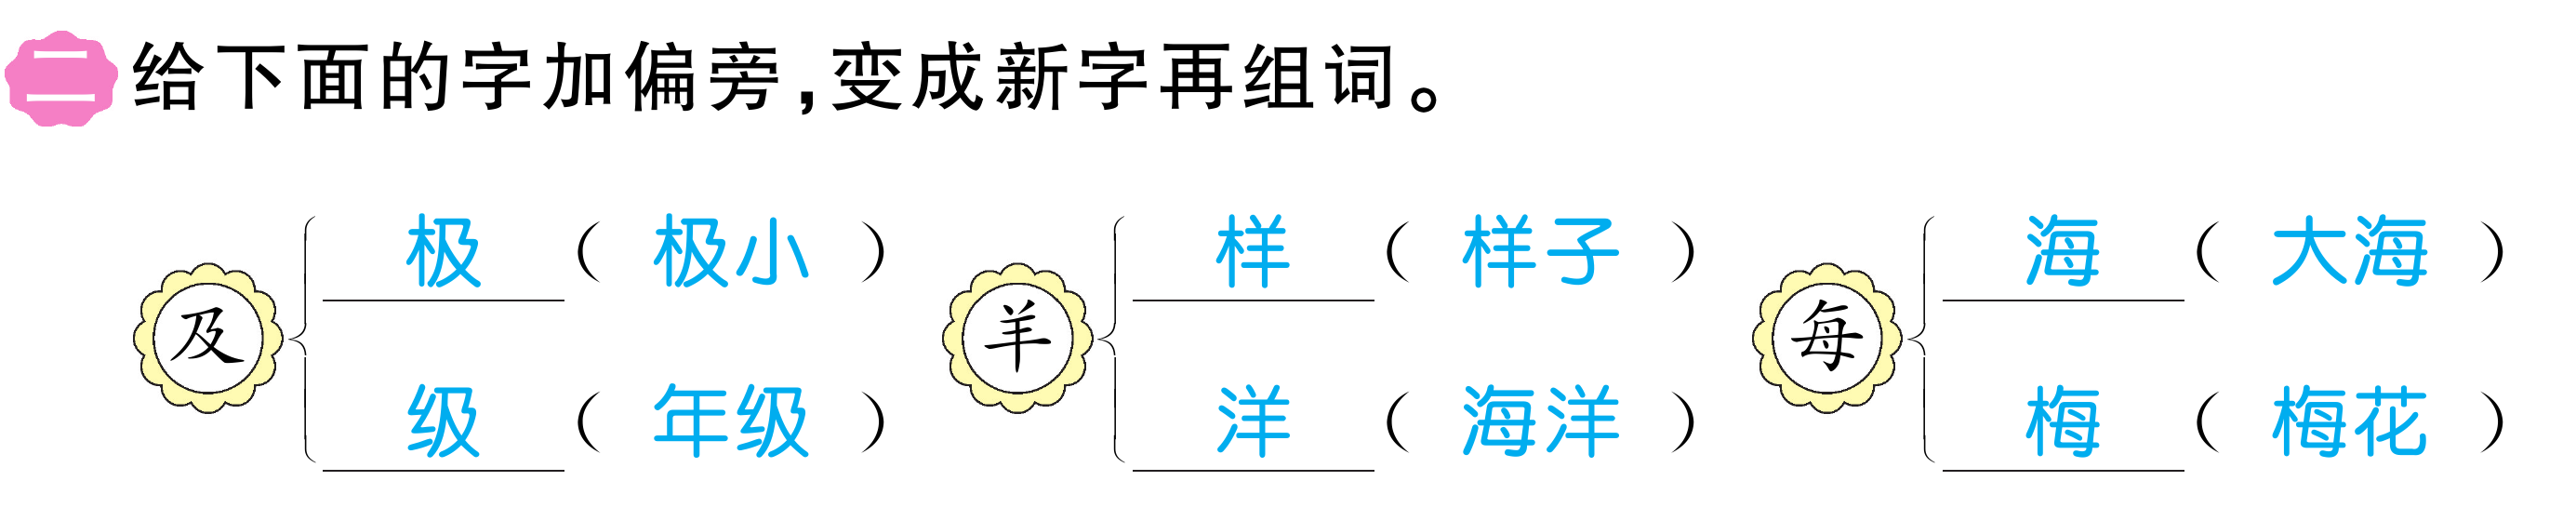 二 给下面的字加偏旁,变成新字再组词。
极 ( 极小 ) 样 ( 样子 ) 海 ( 大海 )
及 羊 每
级 ( 年级 ) 洋 ( 海洋 ) 梅 ( 梅花 )